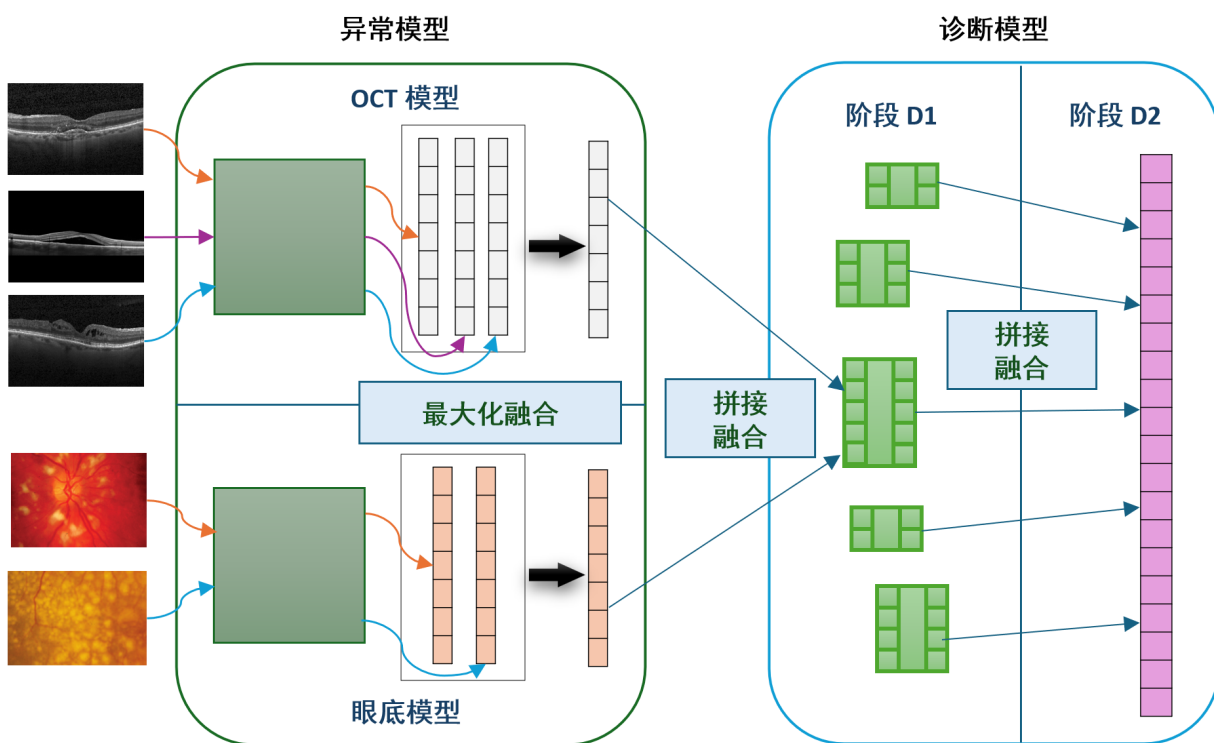 异常模型
诊断模型
OCT 模型
阶段 D1
阶段 D2
拼接
融合
最大化融合
拼接
融合
眼底模型